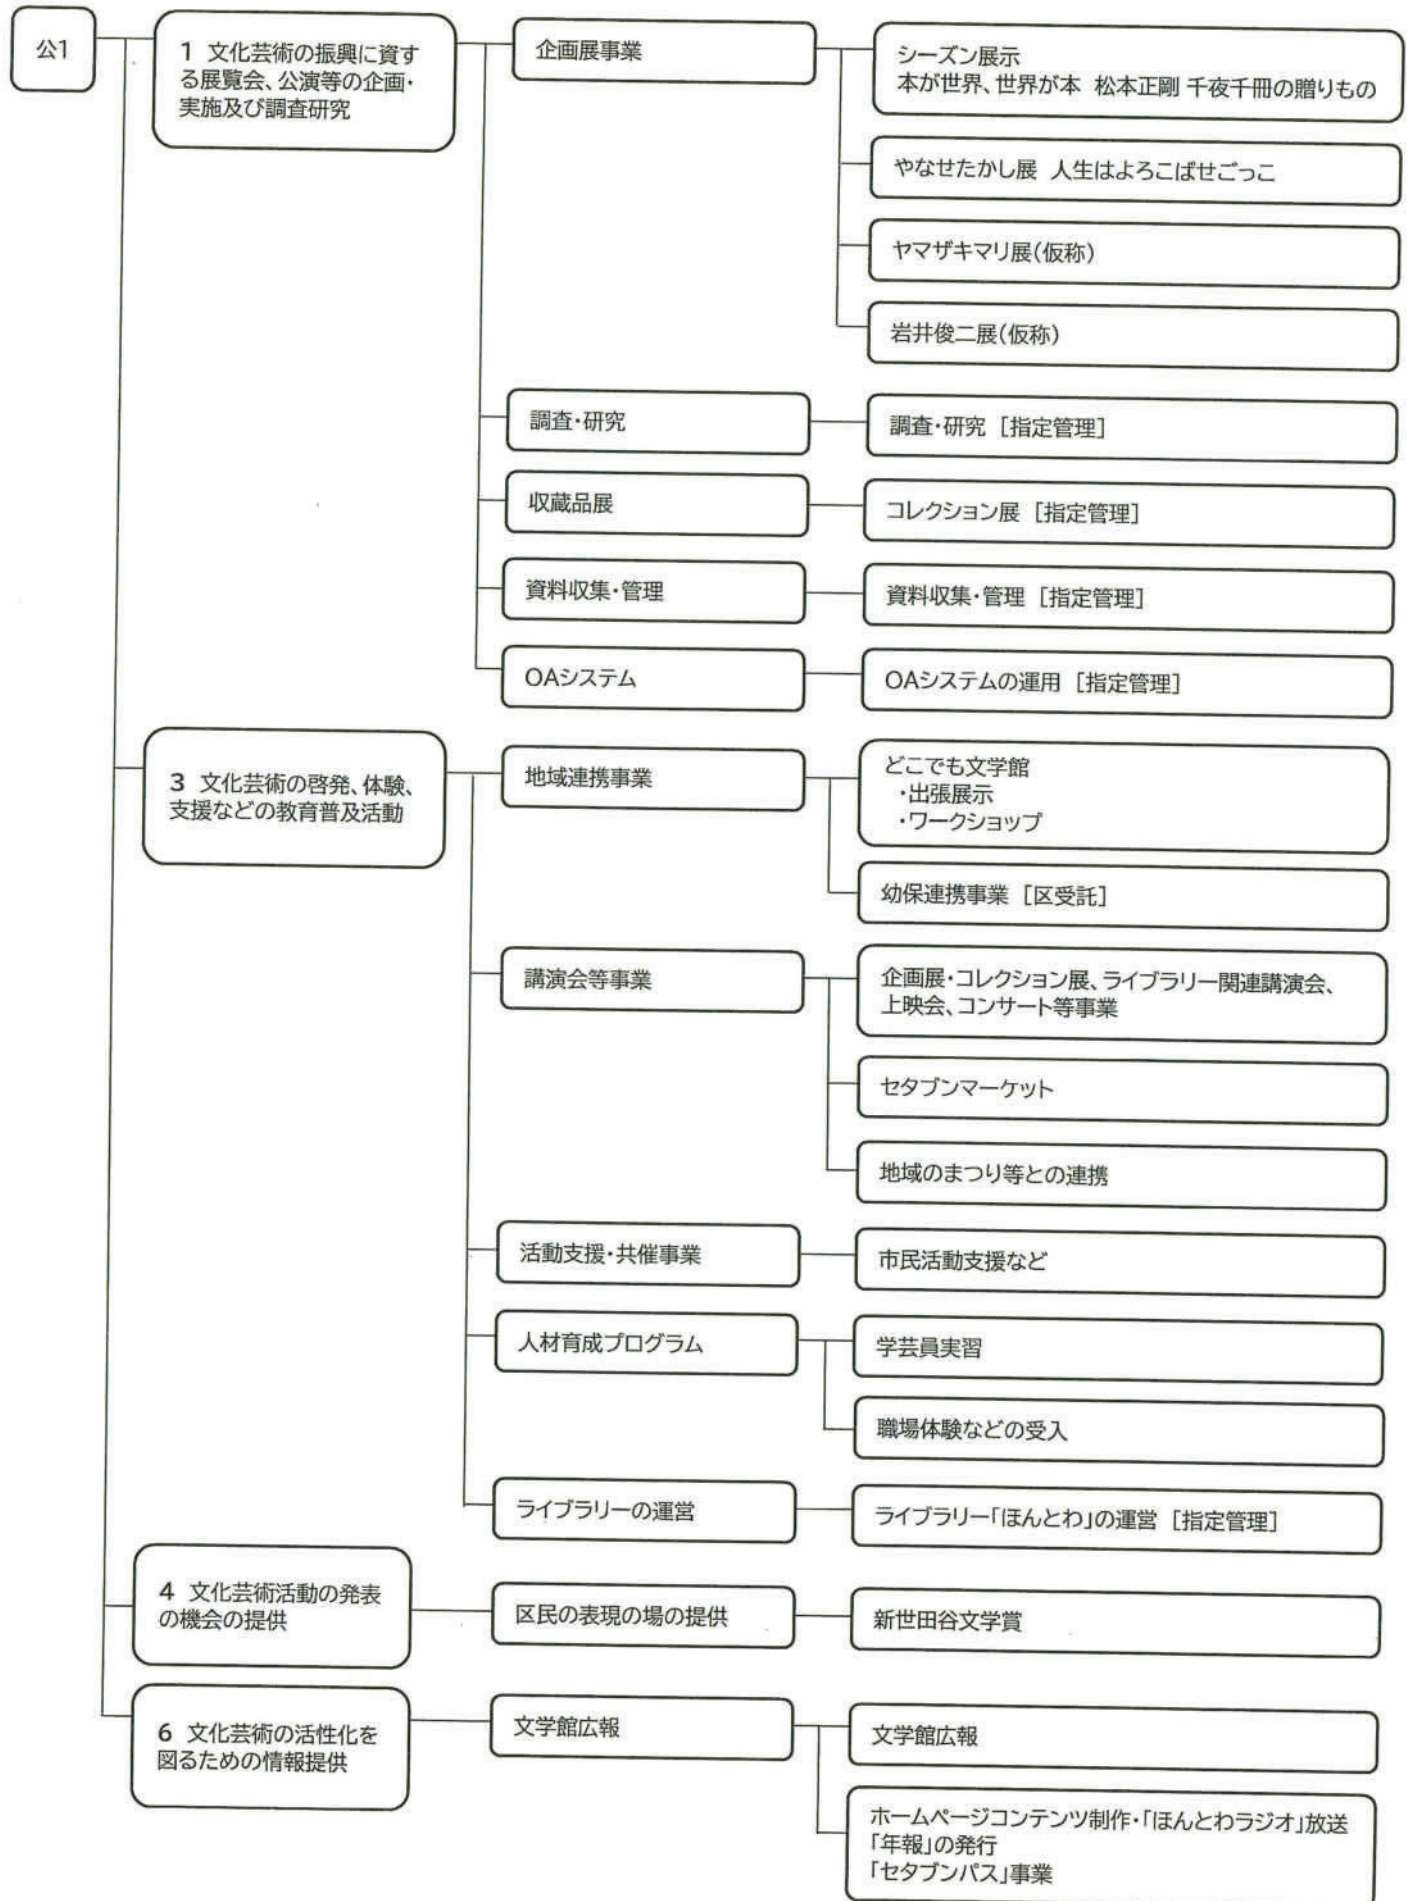 公1
1 文化芸術の振興に資す
る展覧会、公演等の企画・
実施及び調査研究
企画展事業
シーズン展示
本が世界、世界が本 松本正剛 千夜千冊の贈りもの
やなせたかし展 人生はよろこばせごっこ
ヤマザキマリ展(仮称)
岩井俊二展(仮称)
調査・研究
調査・研究 [指定管理]
収蔵品展
コレクション展 [指定管理]
資料収集・管理
資料収集・管理 [指定管理]
OAシステム
OAシステムの運用 [指定管理]
3 文化芸術の啓発、体験、
支援などの教育普及活動
地域連携事業
どこでも文学館
・出張展示
・ワークショップ
幼保連携事業 [区受託]
講演会等事業
企画展・コレクション展、ライブラリー関連講演会、
上映会、コンサート等事業
セタブンマーケット
地域のまつり等との連携
活動支援・共催事業
市民活動支援など
人材育成プログラム
学芸員実習
職場体験などの受入
ライブラリーの運営
ライブラリー「ほんとわ」の運営 [指定管理]
4 文化芸術活動の発表
の機会の提供
区民の表現の場の提供
新世田谷文学賞
6 文化芸術の活性化を
図るための情報提供
文学館広報
文学館広報
ホームページコンテンツ制作・「ほんとわラジオ」放送
「年報」の発行
「セタブンパス」事業